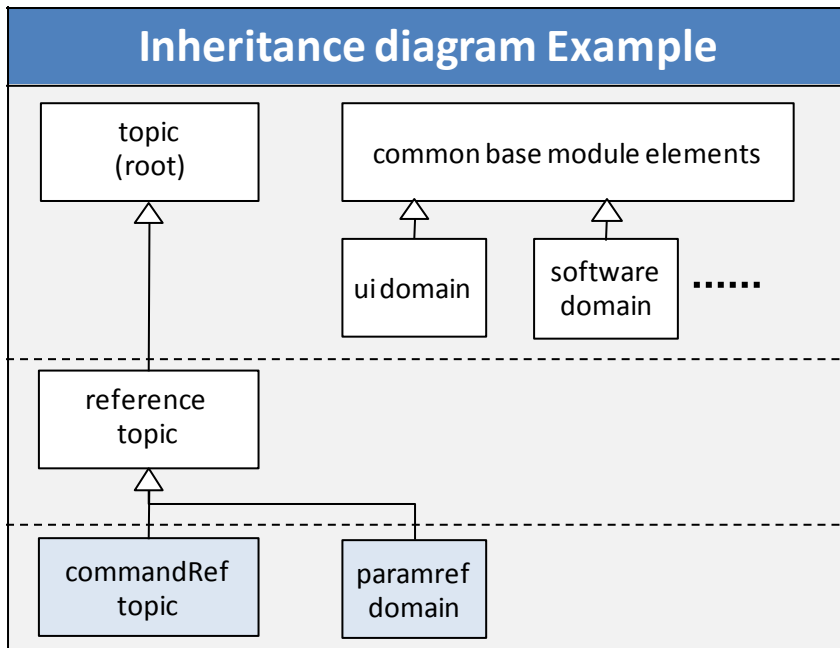 Inheritance diagram Example
topic
(root)
common base module elements
ui domain
software
domain
......
reference
topic
commandRef
topic
paramref
domain